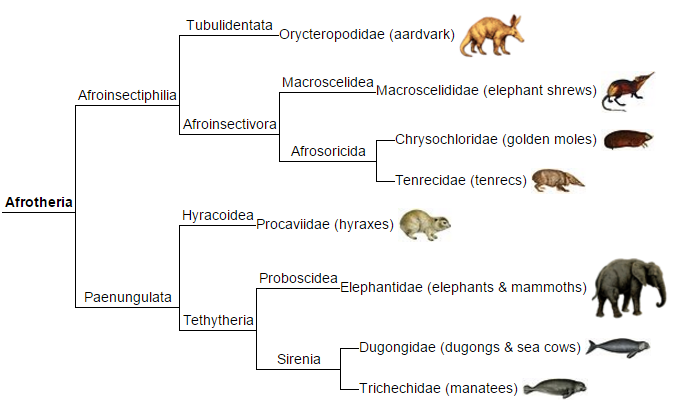 Tubulidentata
Orycteropodidae (aardvark)
Macroscelidea
Macroscelididae (elephant shrews)
Afroinsectiphilia
Afroinsectivora
Chrysochloridae (golden moles)
Afrosoricida
Tenrecidae (tenrecs)
Afrotheria
Hyracoidea
Procaviidae (hyraxes)
Proboscidea
Elephantidae (elephants & mammoths)
Paenungulata
Tethytheria
Dugongidae (dugongs & sea cows)
Sirenia
Trichechidae (manatees)